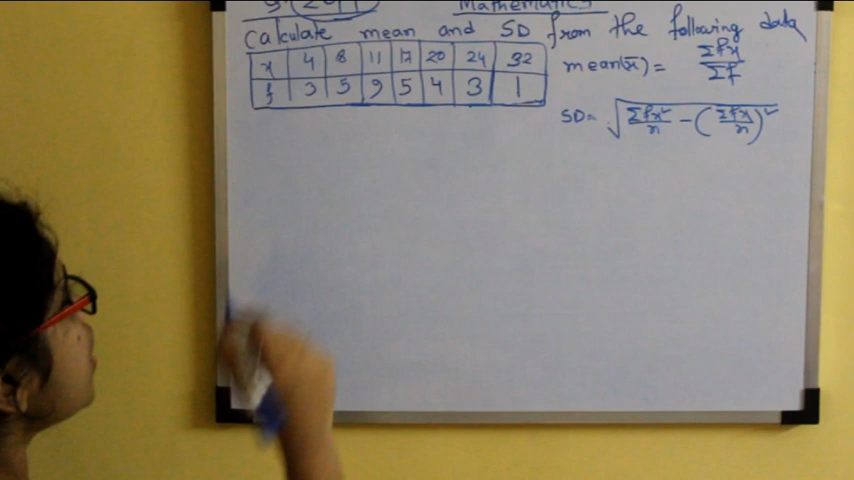 Mathematics
Calculate mean and SD from the following data
x 4 8 11 17 20 24 32
f 3 5 9 5 4 3 1
mean(x̄) = Σfx / Σf
SD = √(Σfx²/n - (Σfx/n)²)